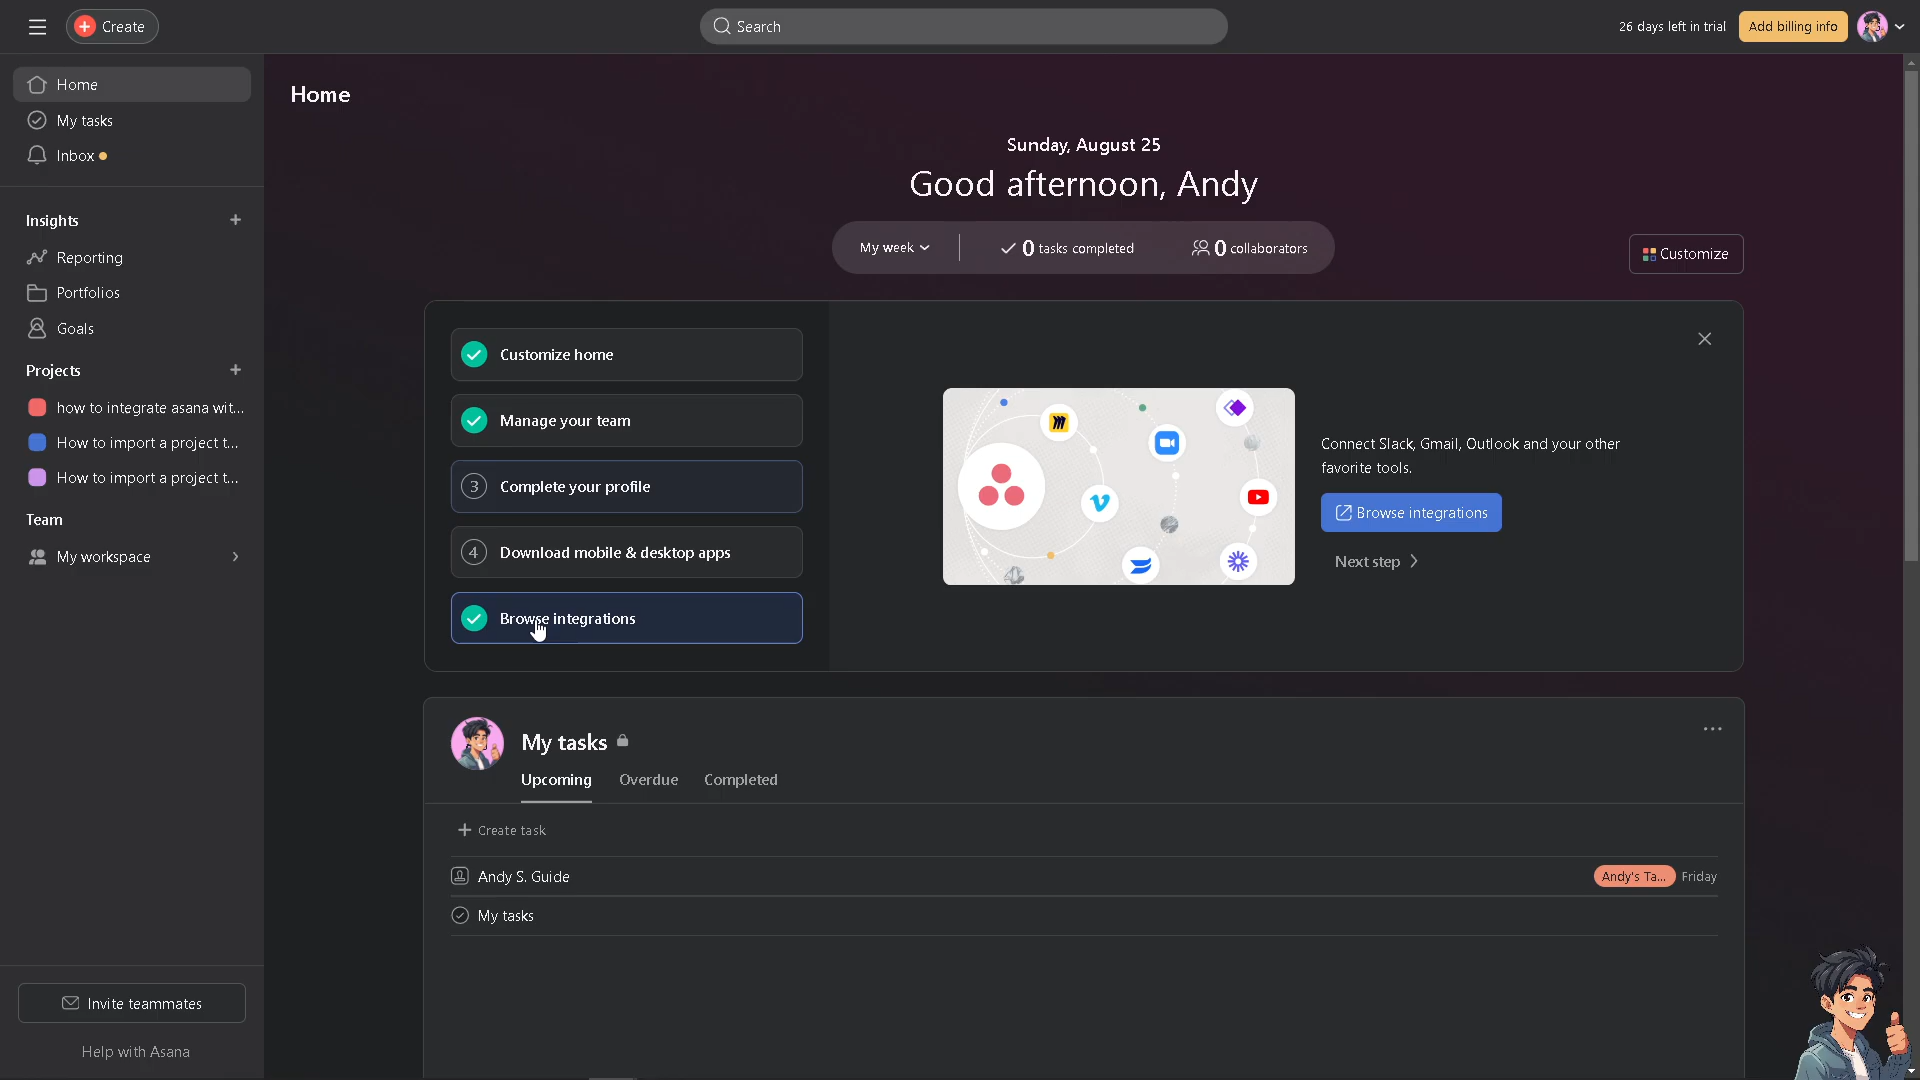 Create
Search
26 days left in trial
Add billing info
Home
My tasks
Inbox
Insights
Reporting
Portfolios
Goals
Projects
how to integrate asana wit...
How to import a project t...
How to import a project t...
Team
My workspace
Invite teammates
Help with Asana
Home
Sunday, August 25
Good afternoon, Andy
My week
0 tasks completed
0 collaborators
Customize
Customize home
Manage your team
3 Complete your profile
4 Download mobile & desktop apps
Browse integrations
Connect Slack, Gmail, Outlook and your other
favorite tools.
Browse integrations
Next step
My tasks
Upcoming
Overdue
Completed
Create task
Andy S. Guide
Andy's Ta...
Friday
My tasks